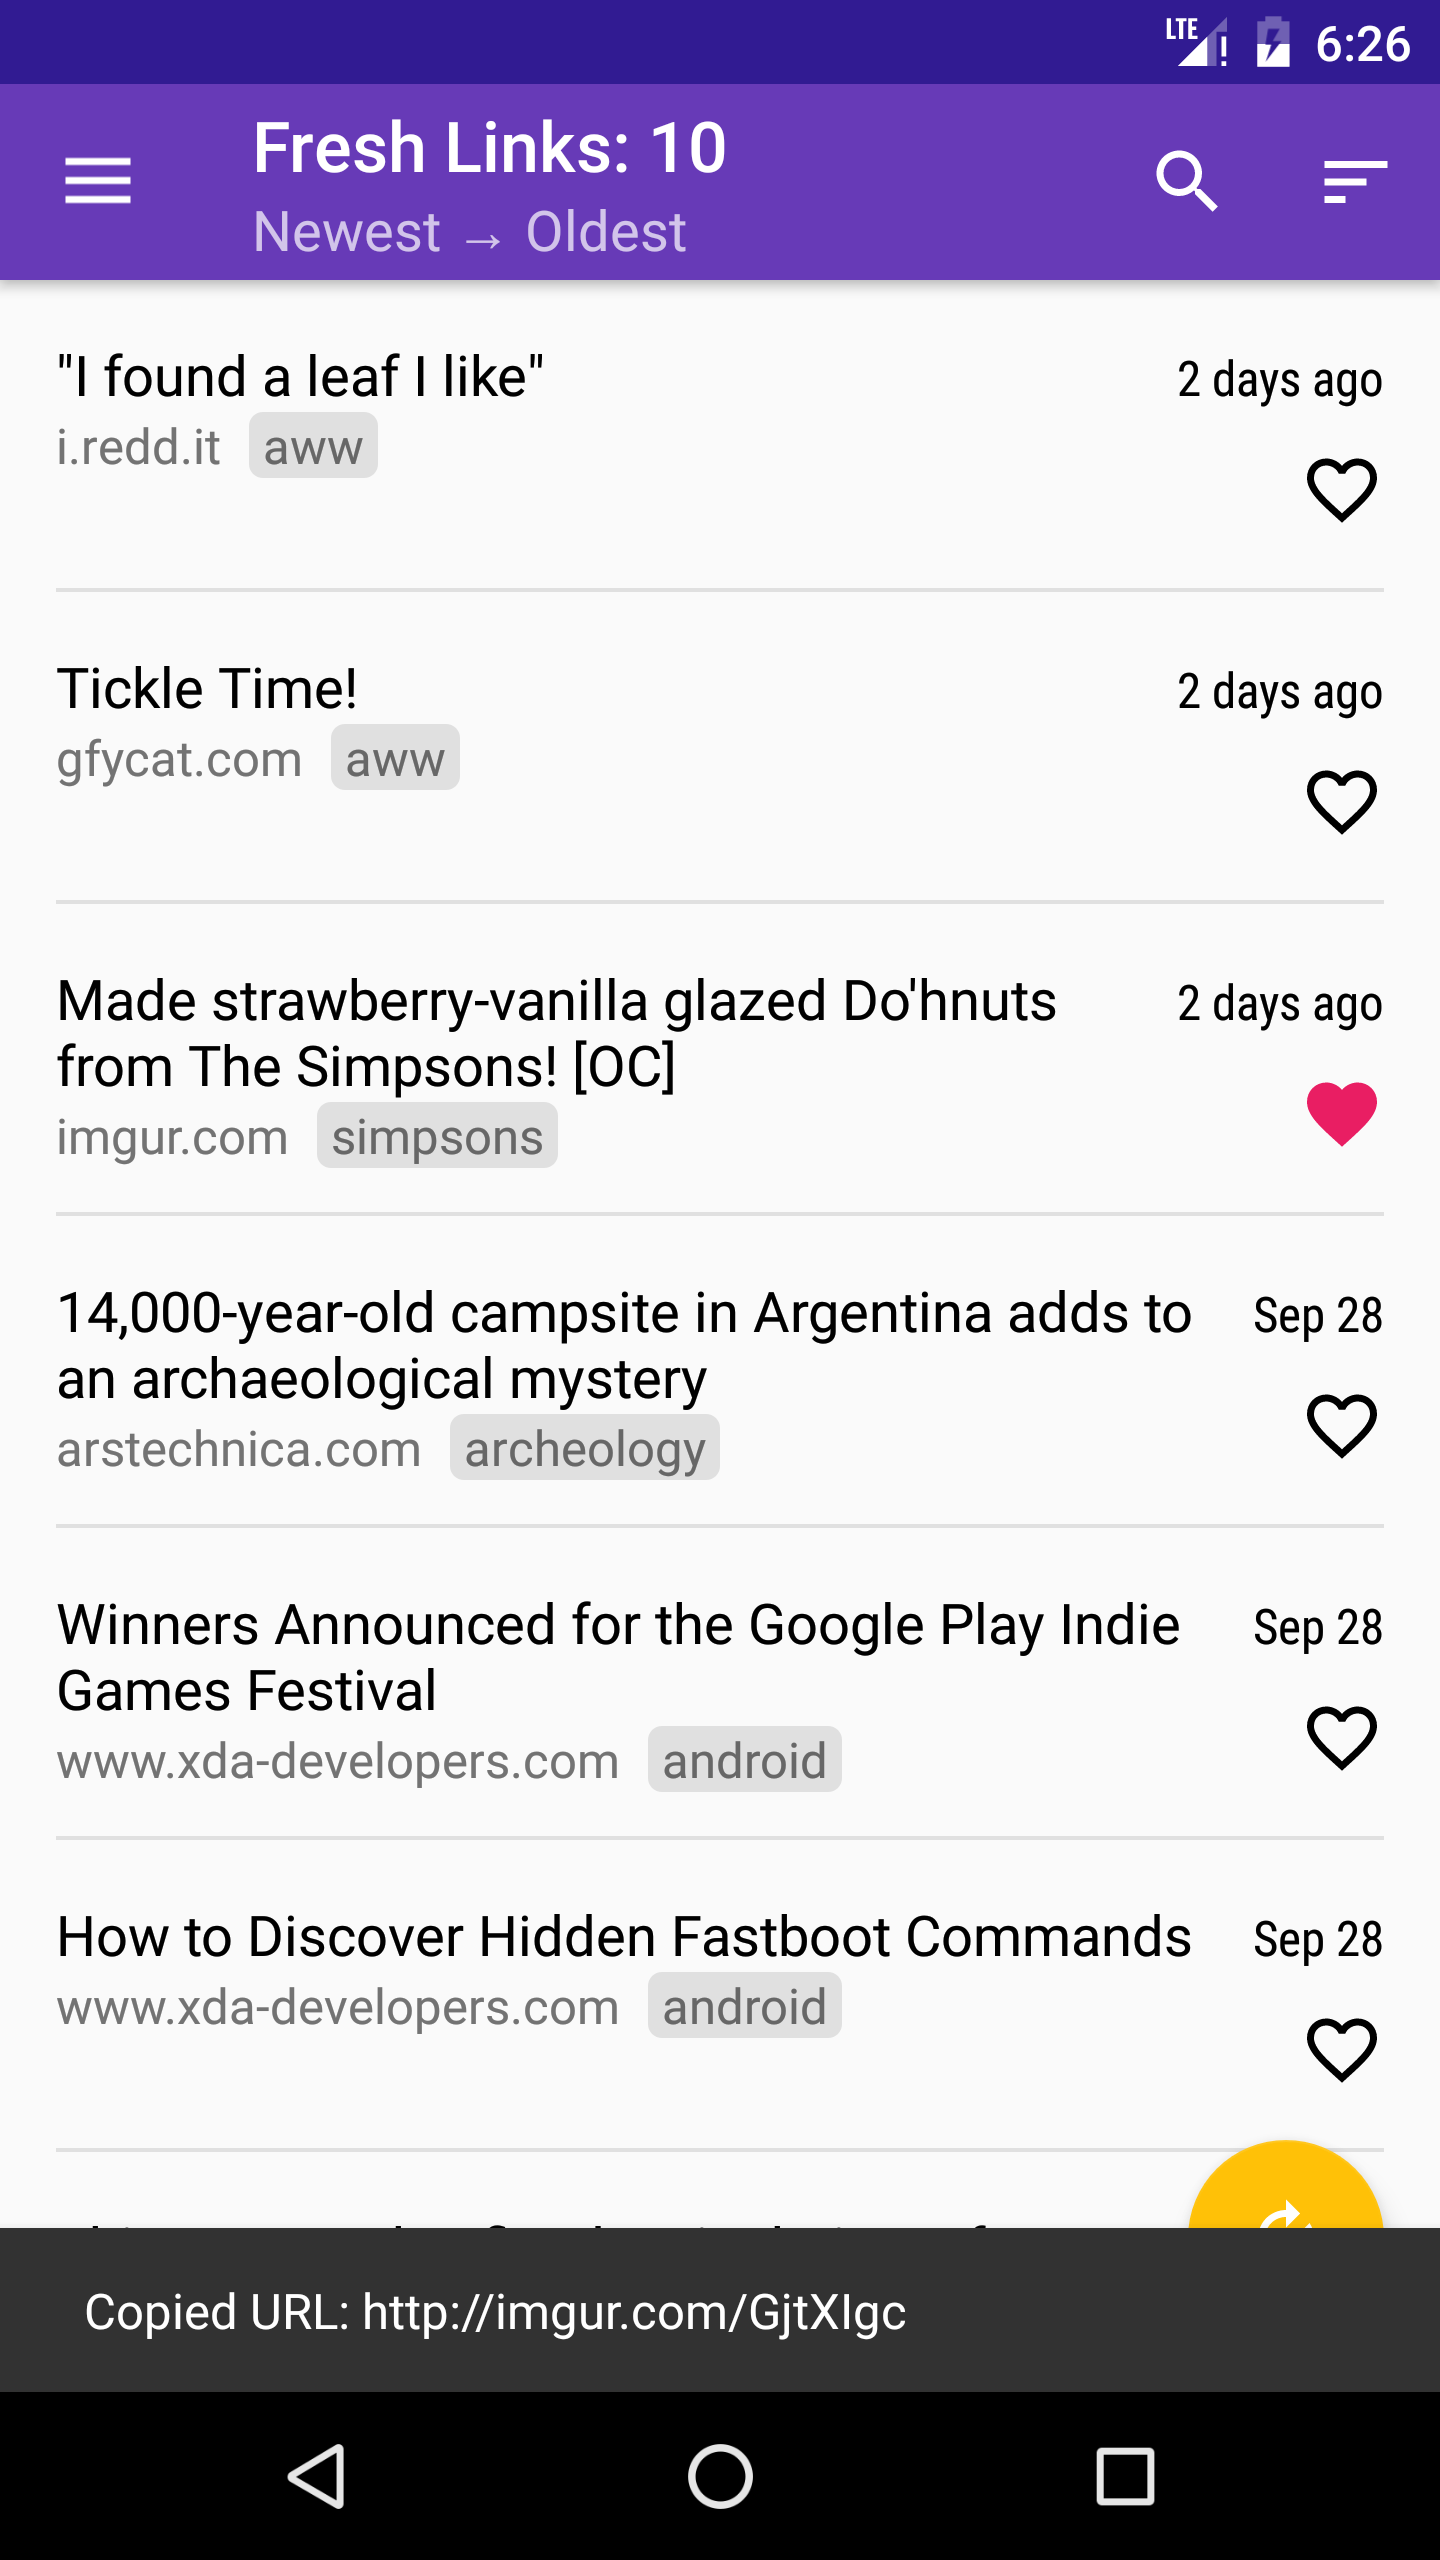 LTE ! 6:26
Fresh Links: 10
Newest → Oldest
"I found a leaf I like" 2 days ago
i.redd.it aww
Tickle Time! 2 days ago
gfycat.com aww
Made strawberry-vanilla glazed Do'hnuts 2 days ago
from The Simpsons! [OC]
imgur.com simpsons
14,000-year-old campsite in Argentina adds to Sep 28
an archaeological mystery
arstechnica.com archeology
Winners Announced for the Google Play Indie Sep 28
Games Festival
www.xda-developers.com android
How to Discover Hidden Fastboot Commands Sep 28
www.xda-developers.com android
Copied URL: http://imgur.com/GjtXIgc